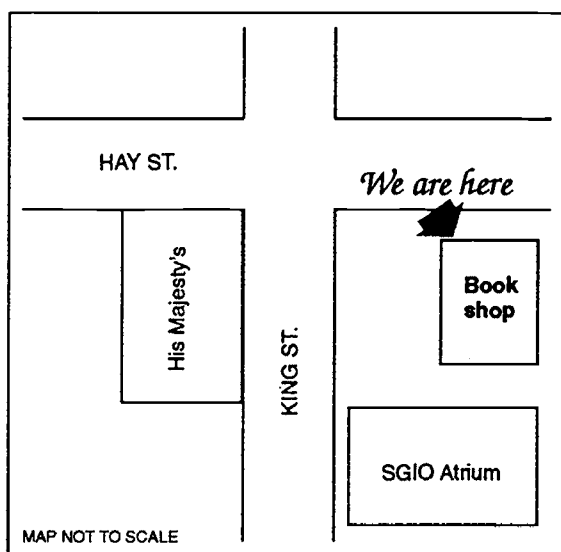 HAY ST.
We are here
His Majesty's
KING ST.
Book
shop
SGIO Atrium
MAP NOT TO SCALE